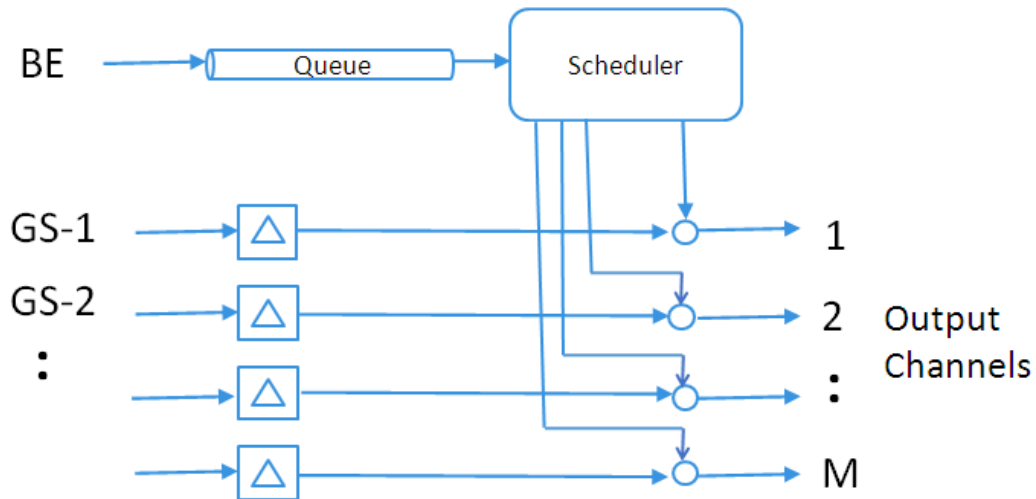 BE
Queue
Scheduler
GS-1
1
GS-2
2
Output
Channels
:
:
M